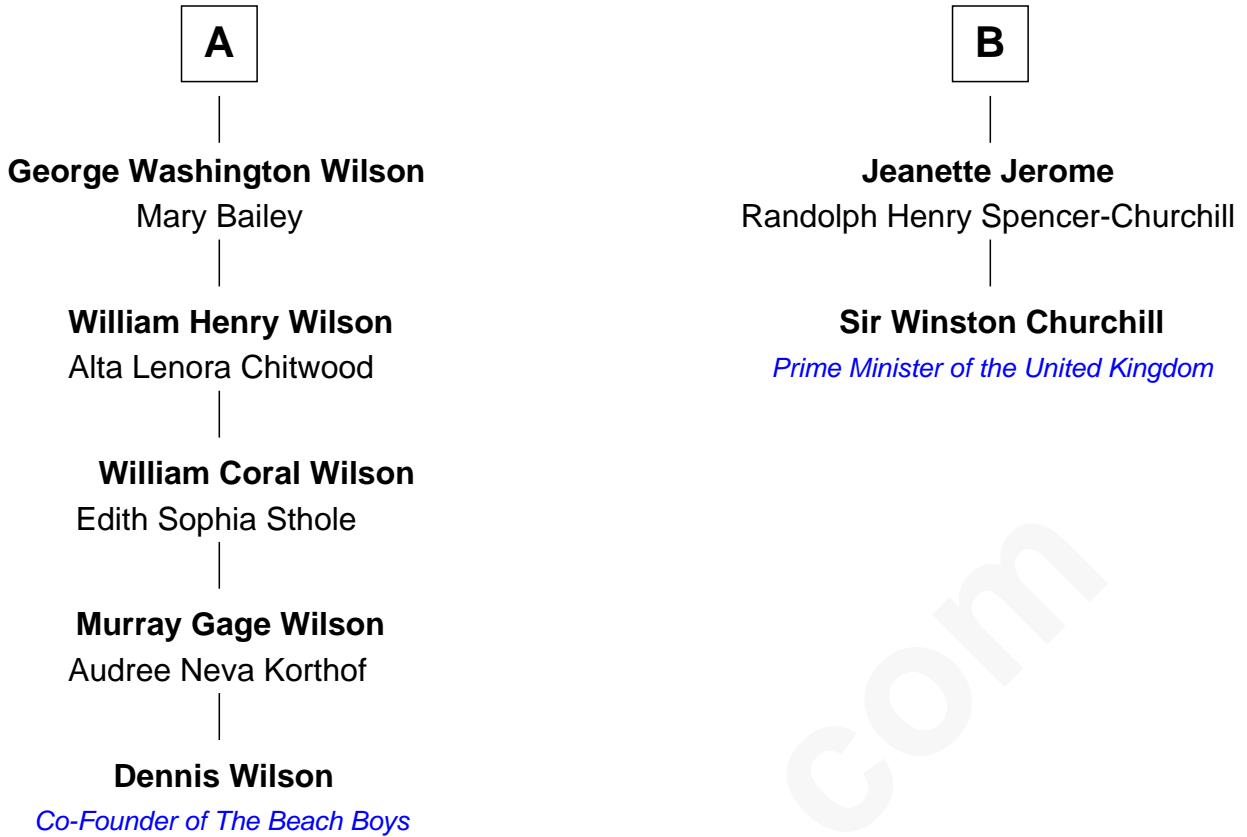 A
George Washington Wilson
Mary Bailey
William Henry Wilson
Alta Lenora Chitwood
William Coral Wilson
Edith Sophia Sthole
Murray Gage Wilson
Audree Neva Korthof
Dennis Wilson
Co-Founder of The Beach Boys
B
Jeanette Jerome
Randolph Henry Spencer-Churchill
Sir Winston Churchill
Prime Minister of the United Kingdom
com